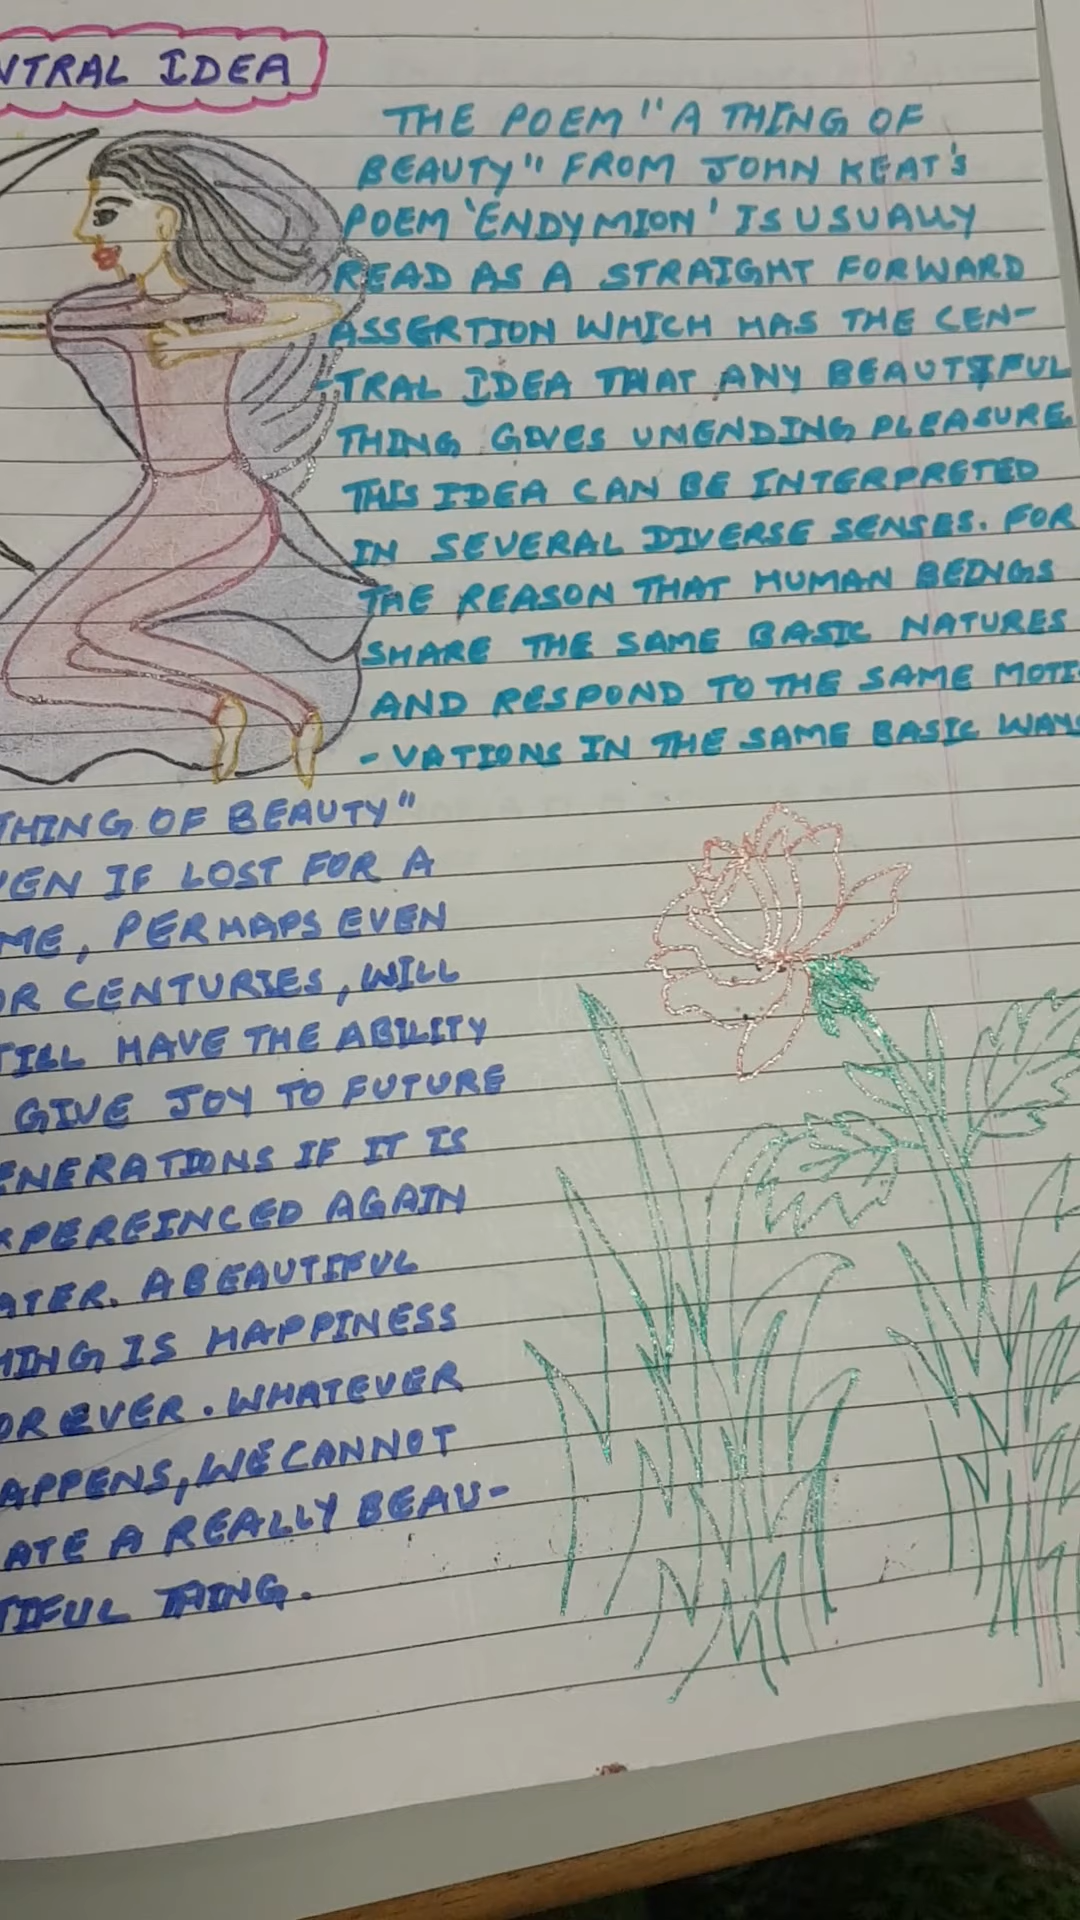 NTRAL IDEA
THE POEM "A THING OF
BEAUTY" FROM JOHN KEAT'S
POEM 'ENDYMION' IS USUALLY
READ AS A STRAIGHT FORWARD
ASSERTION WHICH HAS THE CEN-
-TRAL IDEA THAT ANY BEAUTIFUL
THING GIVES UNENDING PLEASURE.
THIS IDEA CAN BE INTERPRETED
IN SEVERAL DIVERSE SENSES. FOR
THE REASON THAT HUMAN BEINGS
SHARE THE SAME BASIC NATURES
AND RESPOND TO THE SAME MOTI-
-VATIONS IN THE SAME BASIC WAYS
THING OF BEAUTY"
VEN IF LOST FOR A
ME, PERHAPS EVEN
OR CENTURIES, WILL
TILL HAVE THE ABILITY
GIVE JOY TO FUTURE
ENERATIONS IF IT IS
XPEREINCED AGAIN
ATER. A BEAUTIFUL
HING IS HAPPINESS
OREVER. WHATEVER
APPENS, WE CANNOT
ATE A REALLY BEAU-
TIFUL THING.